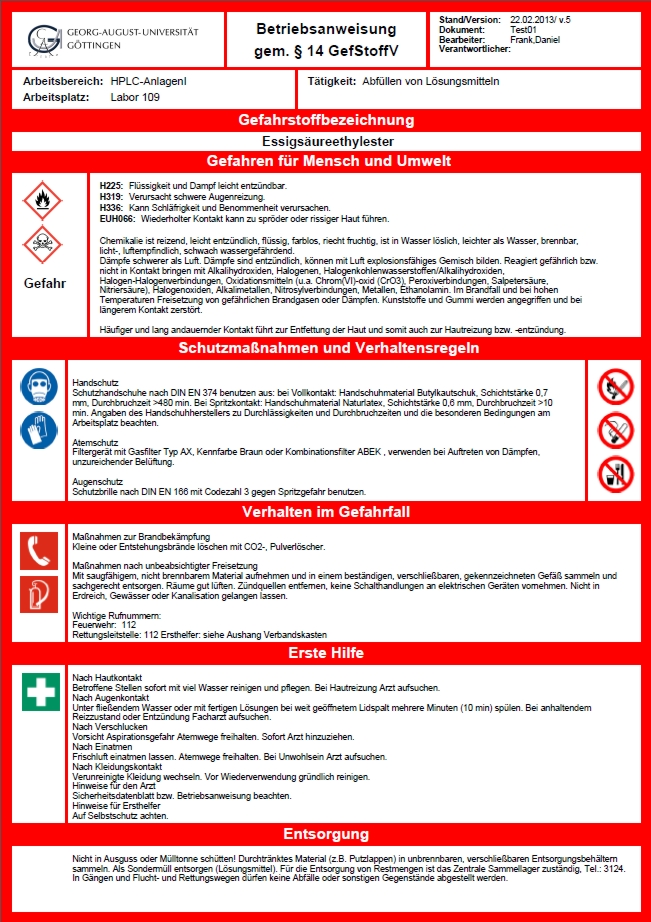 GEORG-AUGUST-UNIVERSITÄT
GÖTTINGEN
Betriebsanweisung
gem. § 14 GefStoffV
Stand/Version: 22.02.2013/ v.5
Dokument: Test01
Bearbeiter: Frank,Daniel
Verantwortlicher:
Arbeitsbereich: HPLC-AnlagenI
Arbeitsplatz: Labor 109
Tätigkeit: Abfüllen von Lösungsmitteln
Gefahrstoffbezeichnung
Essigsäureethylester
Gefahren für Mensch und Umwelt
Gefahr
H225: Flüssigkeit und Dampf leicht entzündbar.
H319: Verursacht schwere Augenreizung.
H336: Kann Schläfrigkeit und Benommenheit verursachen.
EUH066: Wiederholter Kontakt kann zu spröder oder rissiger Haut führen.
Chemikalie ist reizend, leicht entzündlich, flüssig, farblos, riecht fruchtig, ist in Wasser löslich, leichter als Wasser, brennbar,
licht-, luftempfindlich, schwach wassergefährdend.
Dämpfe schwerer als Luft. Dämpfe sind entzündlich, können mit Luft explosionsfähiges Gemisch bilden. Reagiert gefährlich bzw.
nicht in Kontakt bringen mit Alkalihydroxiden, Halogenen, Halogenkohlenwasserstoffen/Alkalihydroxiden,
Halogen-Halogenverbindungen, Oxidationsmitteln (u.a. Chrom(VI)-oxid (CrO3), Peroxiverbindungen, Salpetersäure,
Nitriersäure), Halogenoxiden, Alkalimetallen, Nitrosylverbindungen, Metallen, Ethanolamin. Im Brandfall und bei hohen
Temperaturen Freisetzung von gefährlichen Brandgasen oder Dämpfen. Kunststoffe und Gummi werden angegriffen und bei
längerem Kontakt zerstört.
Häufiger und lang andauernder Kontakt führt zur Entfettung der Haut und somit auch zur Hautreizung bzw. -entzündung.
Schutzmaßnahmen und Verhaltensregeln
Handschutz
Schutzhandschuhe nach DIN EN 374 benutzen aus: bei Vollkontakt: Handschuhmaterial Butylkautschuk, Schichtstärke 0,7
mm, Durchbruchzeit >480 min. Bei Spritzkontakt: Handschuhmaterial Naturlatex, Schichtstärke 0,6 mm, Durchbruchzeit >10
min. Angaben des Handschuhherstellers zu Durchlässigkeiten und Durchbruchzeiten und die besonderen Bedingungen am
Arbeitsplatz beachten.
Atemschutz
Filtergerät mit Gasfilter Typ AX, Kennfarbe Braun oder Kombinationsfilter ABEK , verwenden bei Auftreten von Dämpfen,
unzureichender Belüftung.
Augenschutz
Schutzbrille nach DIN EN 166 mit Codezahl 3 gegen Spritzgefahr benutzen.
Verhalten im Gefahrfall
Maßnahmen zur Brandbekämpfung
Kleine oder Entstehungsbrände löschen mit CO2-, Pulverlöscher.
Maßnahmen nach unbeabsichtigter Freisetzung
Mit saugfähigem, nicht brennbarem Material aufnehmen und in einem beständigen, verschließbaren, gekennzeichneten Gefäß sammeln und
sachgerecht entsorgen. Räume gut lüften. Zündquellen entfernen, keine Schalthandlungen an elektrischen Geräten vornehmen. Nicht in
Erdreich, Gewässer oder Kanalisation gelangen lassen.
Wichtige Rufnummern:
Feuerwehr: 112
Rettungsleitstelle: 112 Ersthelfer: siehe Aushang Verbandskasten
Erste Hilfe
Nach Hautkontakt
Betroffene Stellen sofort mit viel Wasser reinigen und pflegen. Bei Hautreizung Arzt aufsuchen.
Nach Augenkontakt
Unter fließendem Wasser oder mit fertigen Lösungen bei weit geöffnetem Lidspalt mehrere Minuten (10 min) spülen. Bei anhaltendem
Reizzustand oder Entzündung Facharzt aufsuchen.
Nach Verschlucken
Vorsicht Aspirationsgefahr Atemwege freihalten. Sofort Arzt hinzuziehen.
Nach Einatmen
Frischluft einatmen lassen. Atemwege freihalten. Bei Unwohlsein Arzt aufsuchen.
Nach Kleidungskontakt
Verunreinigte Kleidung wechseln. Vor Wiederverwendung gründlich reinigen.
Hinweise für den Arzt
Sicherheitsdatenblatt bzw. Betriebsanweisung beachten.
Hinweise für Ersthelfer
Auf Selbstschutz achten.
Entsorgung
Nicht in Ausguss oder Mülltonne schütten! Durchtränktes Material (z.B. Putzlappen) in unbrennbaren, verschließbaren Entsorgungsbehältern
sammeln. Als Sondermüll entsorgen (Lösungsmittel). Für die Entsorgung von Restmengen ist das Zentrale Sammellager zuständig, Tel.: 3124.
In Gängen und Flucht- und Rettungswegen dürfen keine Abfälle oder sonstigen Gegenstände abgestellt werden.